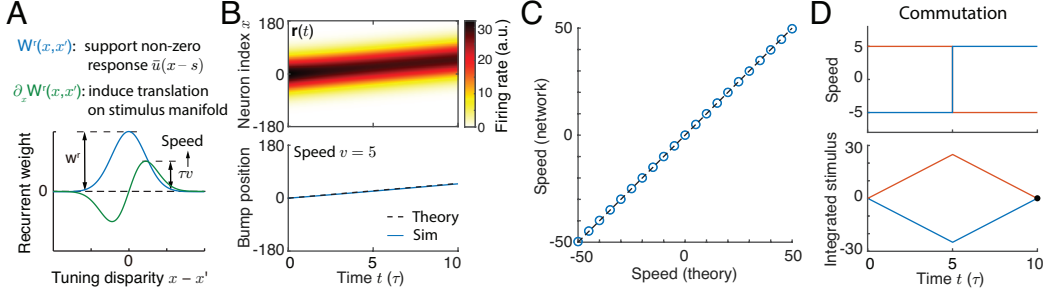 A
Wʳ(x,x′): support non-zero
response ū(x – s)
∂ₓWʳ(x,x′): induce translation
on stimulus manifold
Recurrent weight
0
wʳ
Speed
τv
0
Tuning disparity x – x'
B
r(t)
Neuron index x
-180
0
180
30
20
10
0
Firing rate (a.u.)
Speed v = 5
Bump position
-180
0
180
Theory
Sim
0
5
10
Time t (τ)
C
Speed (network)
50
0
-50
-50
0
50
Speed (theory)
D
Commutation
Speed
5
0
-5
Integrated stimulus
30
0
-30
0
5
10
Time t (τ)